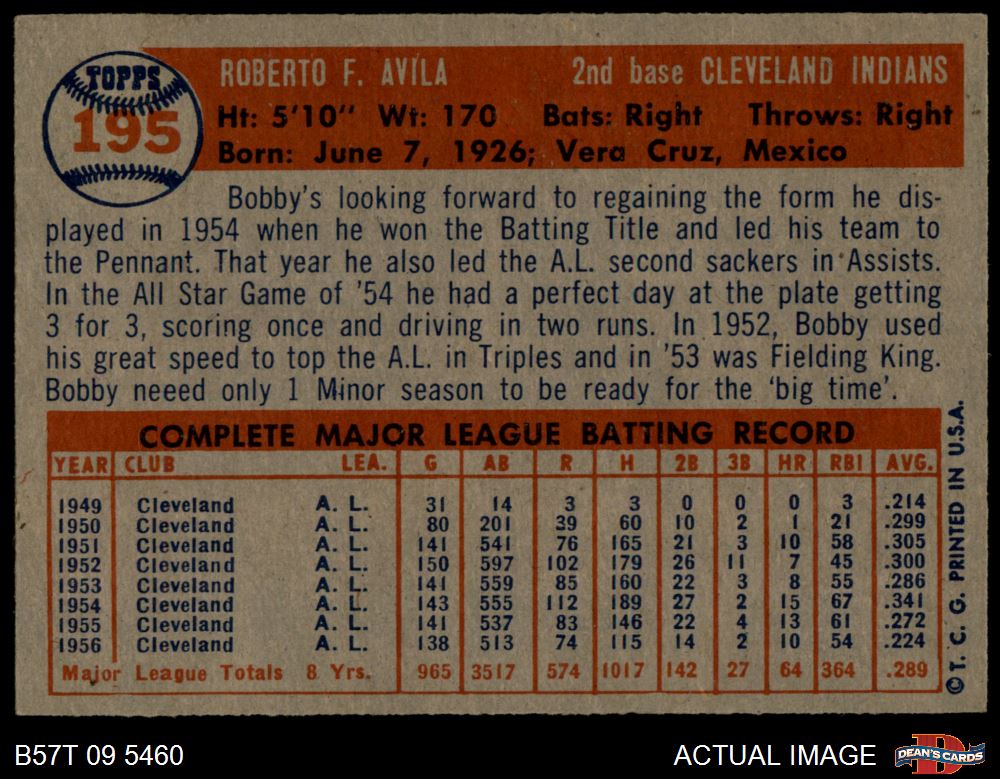 TOPPS
195
ROBERTO F. AVILA 2nd base CLEVELAND INDIANS
Ht: 5'10" Wt: 170 Bats: Right Throws: Right
Born: June 7, 1926; Vera Cruz, Mexico
Bobby's looking forward to regaining the form he dis-
played in 1954 when he won the Batting Title and led his team to
the Pennant. That year he also led the A.L. second sackers in Assists.
In the All Star Game of '54 he had a perfect day at the plate getting
3 for 3, scoring once and driving in two runs. In 1952, Bobby used
his great speed to top the A.L. in Triples and in '53 was Fielding King.
Bobby neeed only 1 Minor season to be ready for the 'big time'.
COMPLETE MAJOR LEAGUE BATTING RECORD
YEAR CLUB LEA. G AB R H 2B 3B HR RBI AVG.
1949 Cleveland A. L. 31 14 3 3 0 0 0 3 .214
1950 Cleveland A. L. 80 201 39 60 10 2 1 21 .299
1951 Cleveland A. L. 141 541 76 165 21 3 10 58 .305
1952 Cleveland A. L. 150 597 102 179 26 11 7 45 .300
1953 Cleveland A. L. 141 559 85 160 22 3 8 55 .286
1954 Cleveland A. L. 143 555 112 189 27 2 15 67 .341
1955 Cleveland A. L. 141 537 83 146 22 4 13 61 .272
1956 Cleveland A. L. 138 513 74 115 14 2 10 54 .224
Major League Totals 8 Yrs. 965 3517 574 1017 142 27 64 364 .289
© T. C. G. PRINTED IN U.S.A.
B57T 09 5460 ACTUAL IMAGE
D
DEAN'S CARDS